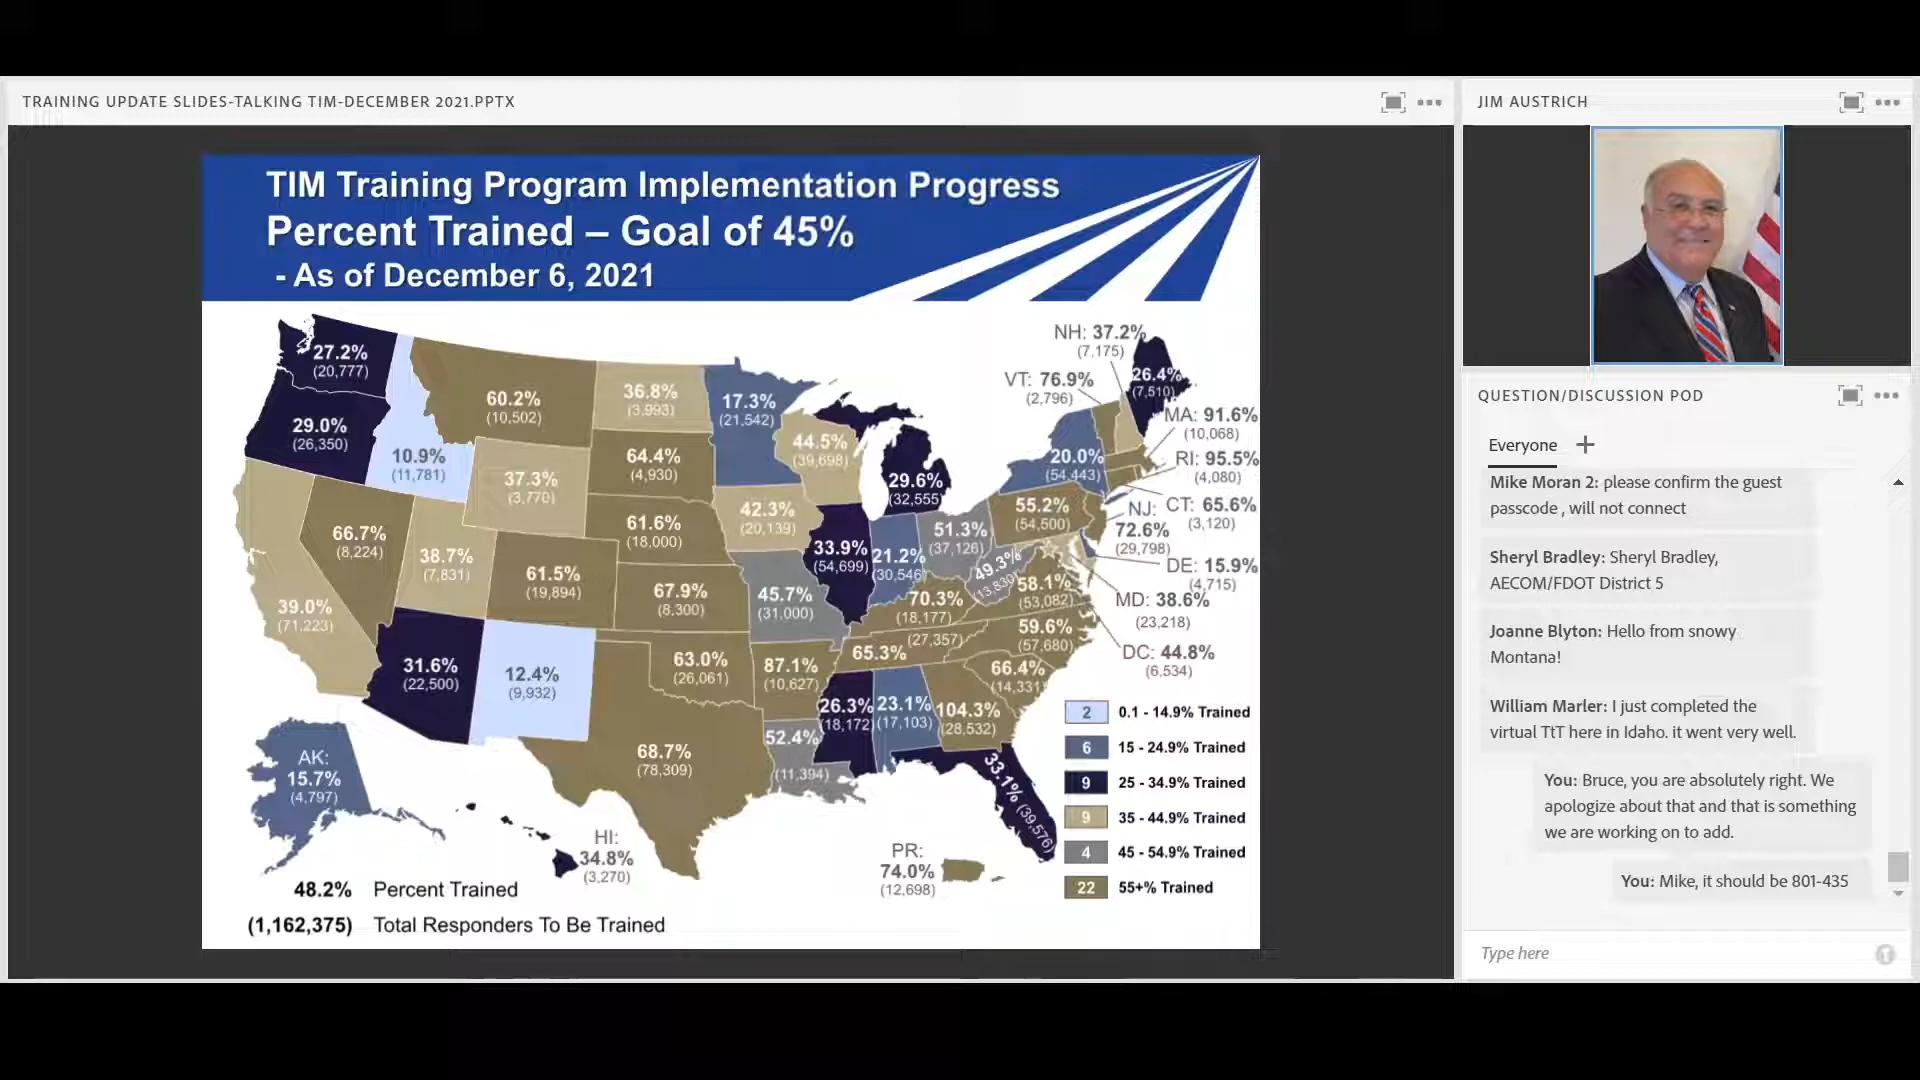 TRAINING UPDATE SLIDES-TALKING TIM-DECEMBER 2021.PPTX
TIM Training Program Implementation Progress
Percent Trained – Goal of 45%
- As of December 6, 2021
27.2%
(20,777)
29.0%
(26,350)
10.9%
(11,781)
60.2%
(10,502)
36.8%
(3,993)
17.3%
(21,542)
44.5%
(39,698)
29.6%
(32,555)
64.4%
(4,930)
37.3%
(3,770)
42.3%
(20,139)
61.6%
(18,000)
66.7%
(8,224)
38.7%
(7,831)
61.5%
(19,894)
67.9%
(8,300)
45.7%
(31,000)
33.9%
(54,699)
21.2%
(30,546)
51.3%
(37,126)
49.3%
(13,830)
55.2%
(54,500)
20.0%
(54,443)
39.0%
(71,223)
31.6%
(22,500)
12.4%
(9,932)
63.0%
(26,061)
87.1%
(10,627)
70.3%
(18,177)
58.1%
(53,082)
65.3%
(27,357)
59.6%
(57,680)
66.4%
(14,331)
26.3%
(18,172)
23.1%
(17,103)
104.3%
(28,532)
68.7%
(78,309)
52.4%
(11,394)
33.1% (39,576)
26.4%
(7,510)
NH: 37.2%
(7,175)
VT: 76.9%
(2,796)
MA: 91.6%
(10,068)
RI: 95.5%
(4,080)
CT: 65.6%
(3,120)
NJ:
72.6%
(29,798)
DE: 15.9%
(4,715)
MD: 38.6%
(23,218)
DC: 44.8%
(6,534)
AK:
15.7%
(4,797)
HI:
34.8%
(3,270)
PR:
74.0%
(12,698)
2 0.1 - 14.9% Trained
6 15 - 24.9% Trained
9 25 - 34.9% Trained
9 35 - 44.9% Trained
4 45 - 54.9% Trained
22 55+% Trained
48.2% Percent Trained
(1,162,375) Total Responders To Be Trained
JIM AUSTRICH
QUESTION/DISCUSSION POD
Everyone +
Mike Moran 2: please confirm the guest
passcode , will not connect
Sheryl Bradley: Sheryl Bradley,
AECOM/FDOT District 5
Joanne Blyton: Hello from snowy
Montana!
William Marler: I just completed the
virtual TtT here in Idaho. it went very well.
You: Bruce, you are absolutely right. We
apologize about that and that is something
we are working on to add.
You: Mike, it should be 801-435
Type here